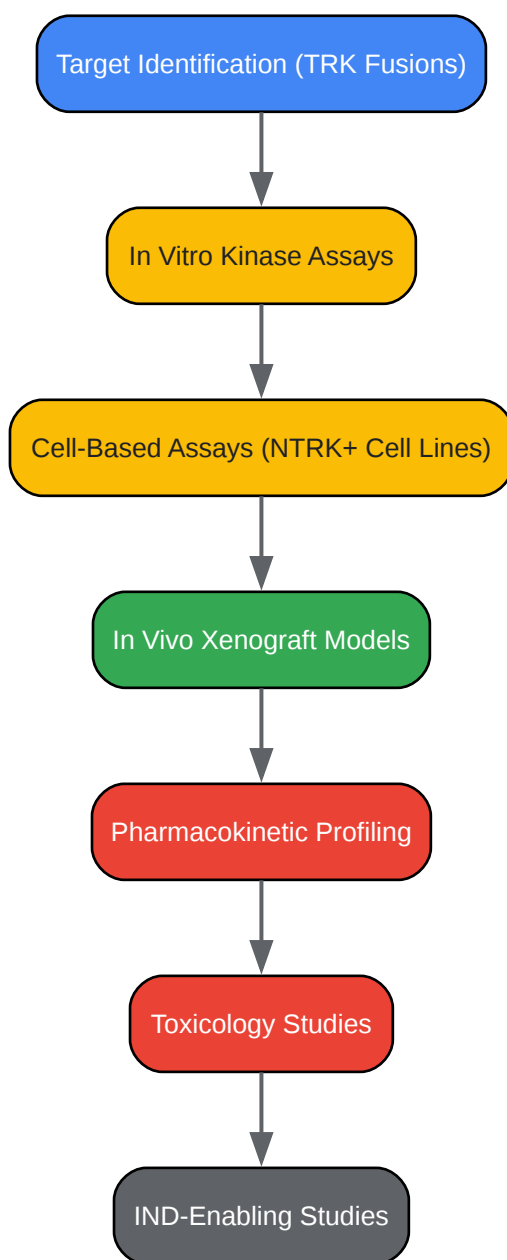 Target Identification (TRK Fusions)
In Vitro Kinase Assays
Cell-Based Assays (NTRK+ Cell Lines)
In Vivo Xenograft Models
Pharmacokinetic Profiling
Toxicology Studies
IND-Enabling Studies